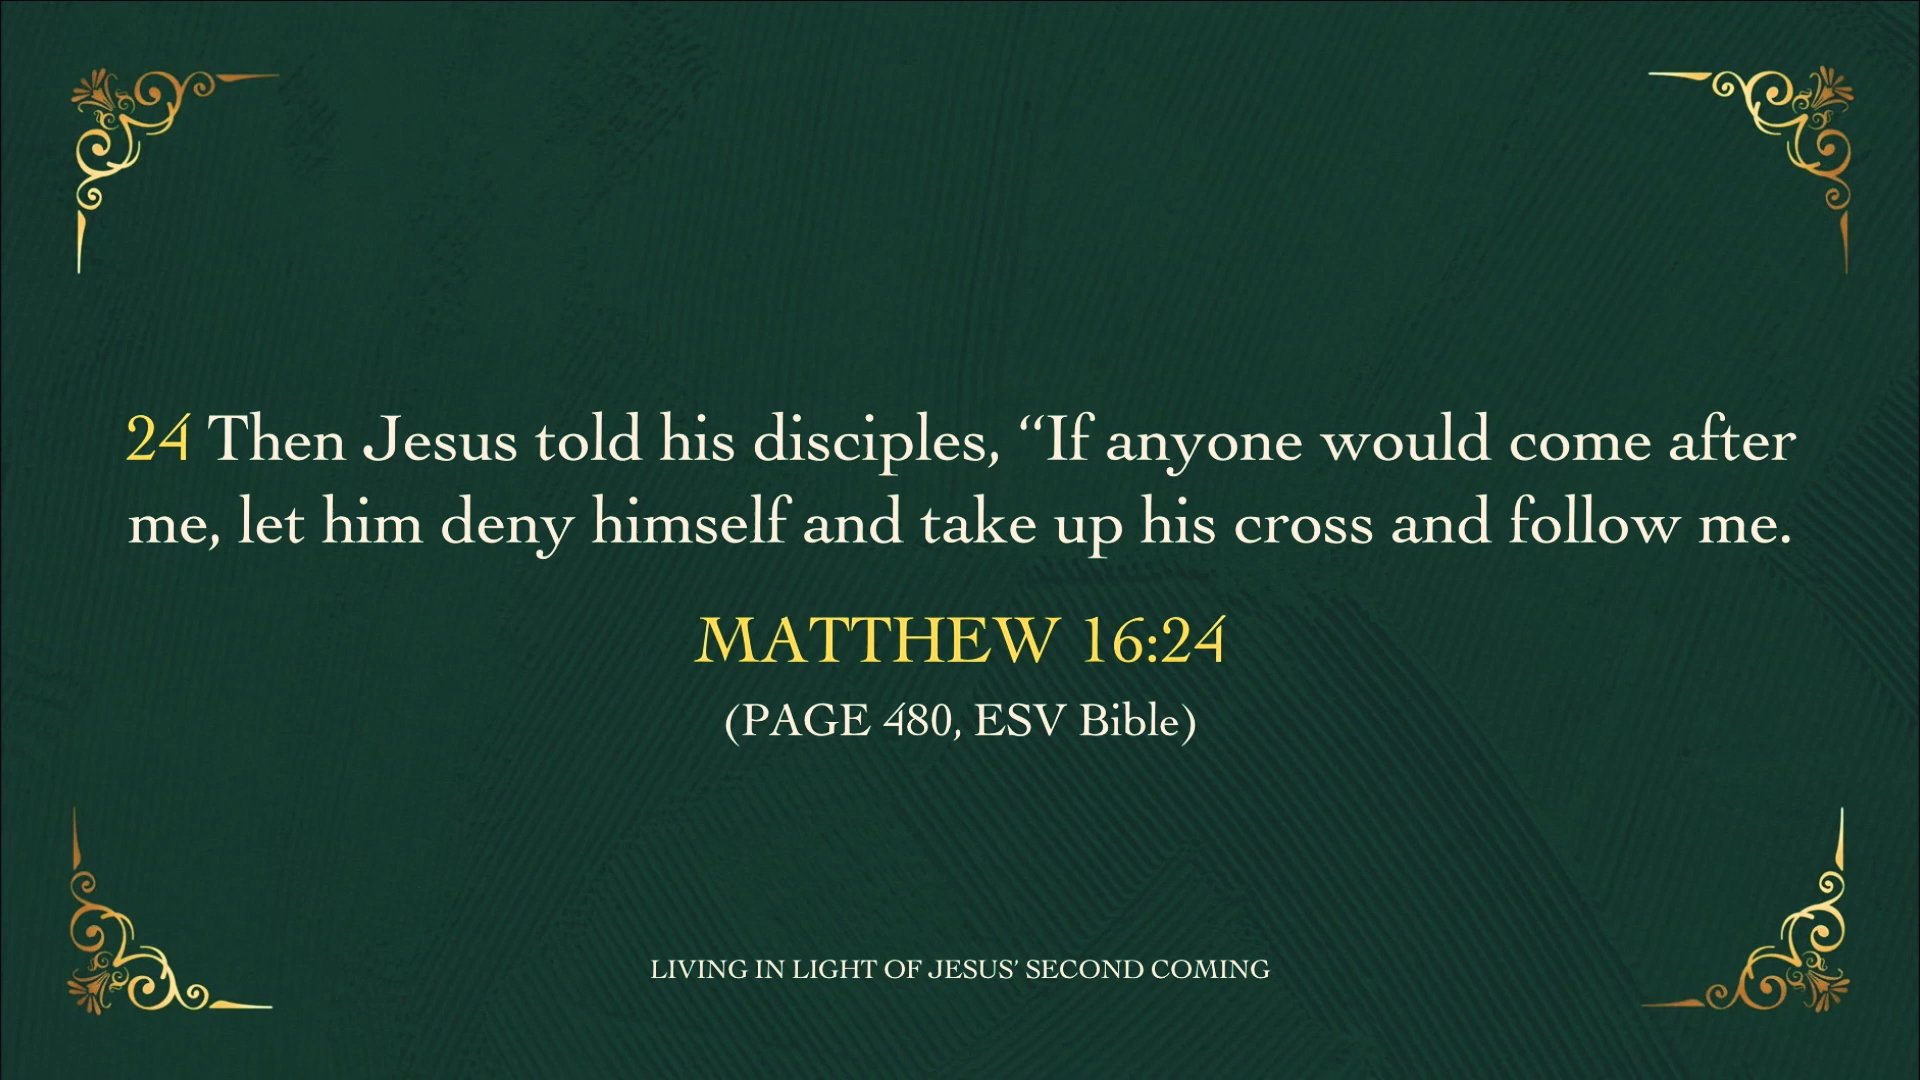 24 Then Jesus told his disciples, “If anyone would come after
me, let him deny himself and take up his cross and follow me.
MATTHEW 16:24
(PAGE 480, ESV Bible)
LIVING IN LIGHT OF JESUS’ SECOND COMING